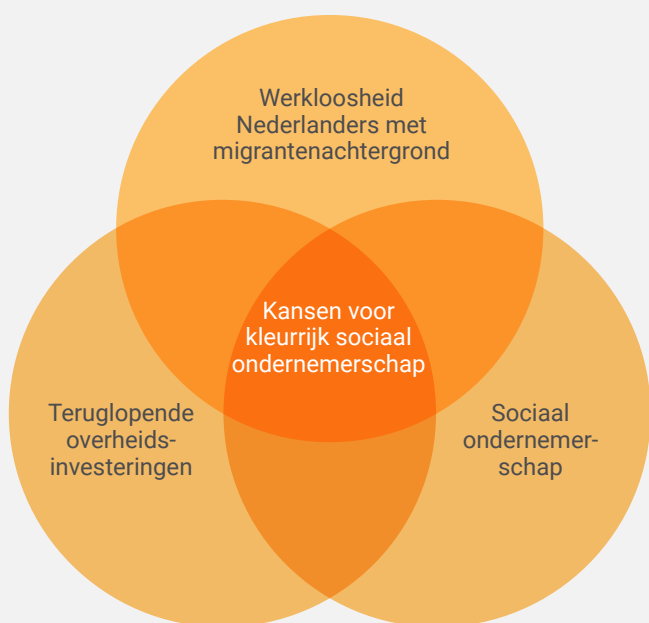 Werkloosheid
Nederlanders met
migrantenachtergrond
Kansen voor
kleurrijk sociaal
ondernemerschap
Teruglopende
overheids-
investeringen
Sociaal
ondernemer-
schap